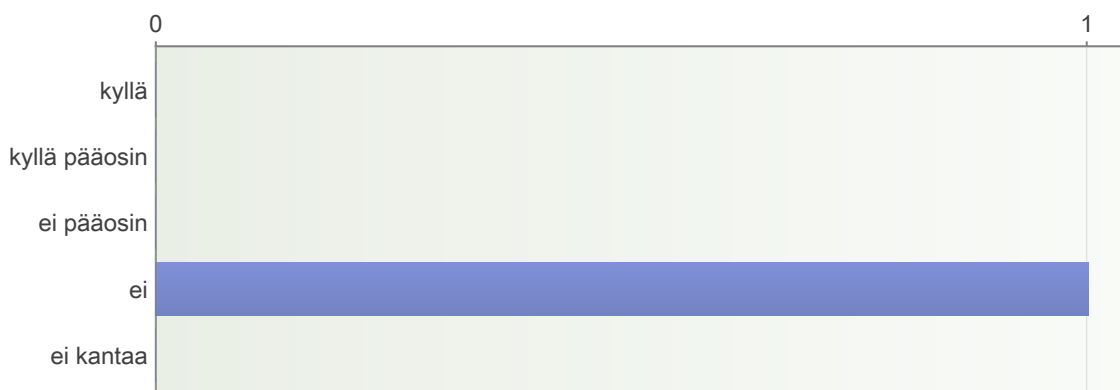 0 1
kyllä
kyllä pääosin
ei pääosin
ei
ei kantaa